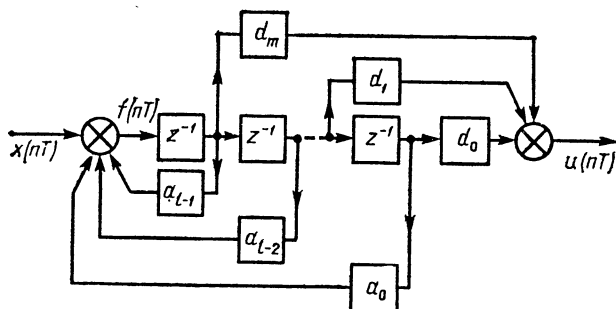 d_m
f(nT)
d_1
x(nT)
z^{-1}
z^{-1}
z^{-1}
d_0
u(nT)
a_{l-1}
a_{l-2}
a_0